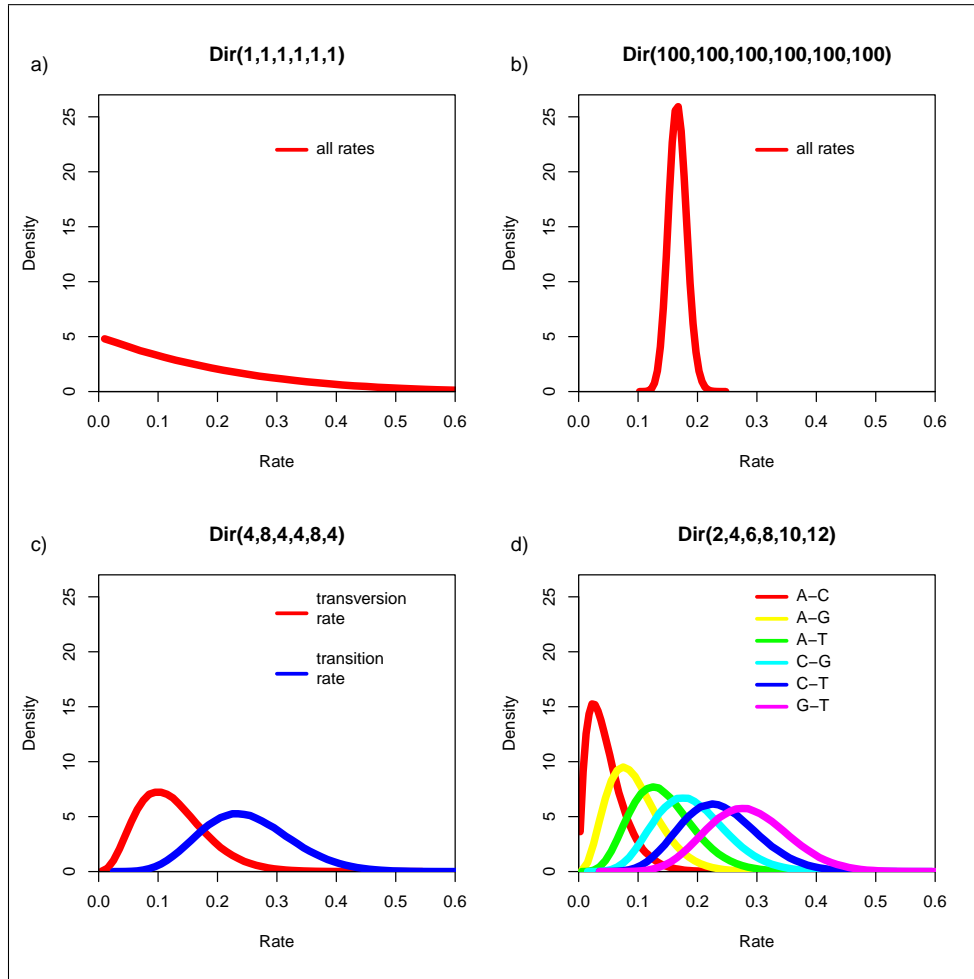 a)
Dir(1,1,1,1,1,1)
all rates
Density
0 5 10 15 20 25
0.0 0.1 0.2 0.3 0.4 0.5 0.6
Rate
b)
Dir(100,100,100,100,100,100)
all rates
Density
0 5 10 15 20 25
0.0 0.1 0.2 0.3 0.4 0.5 0.6
Rate
c)
Dir(4,8,4,4,8,4)
transversion
rate
transition
rate
Density
0 5 10 15 20 25
0.0 0.1 0.2 0.3 0.4 0.5 0.6
Rate
d)
Dir(2,4,6,8,10,12)
A−C
A−G
A−T
C−G
C−T
G−T
Density
0 5 10 15 20 25
0.0 0.1 0.2 0.3 0.4 0.5 0.6
Rate